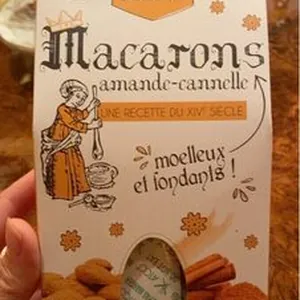 Macarons
amande-cannelle
UNE RECETTE DU XIVE SIÈCLE
moelleux
et fondants !